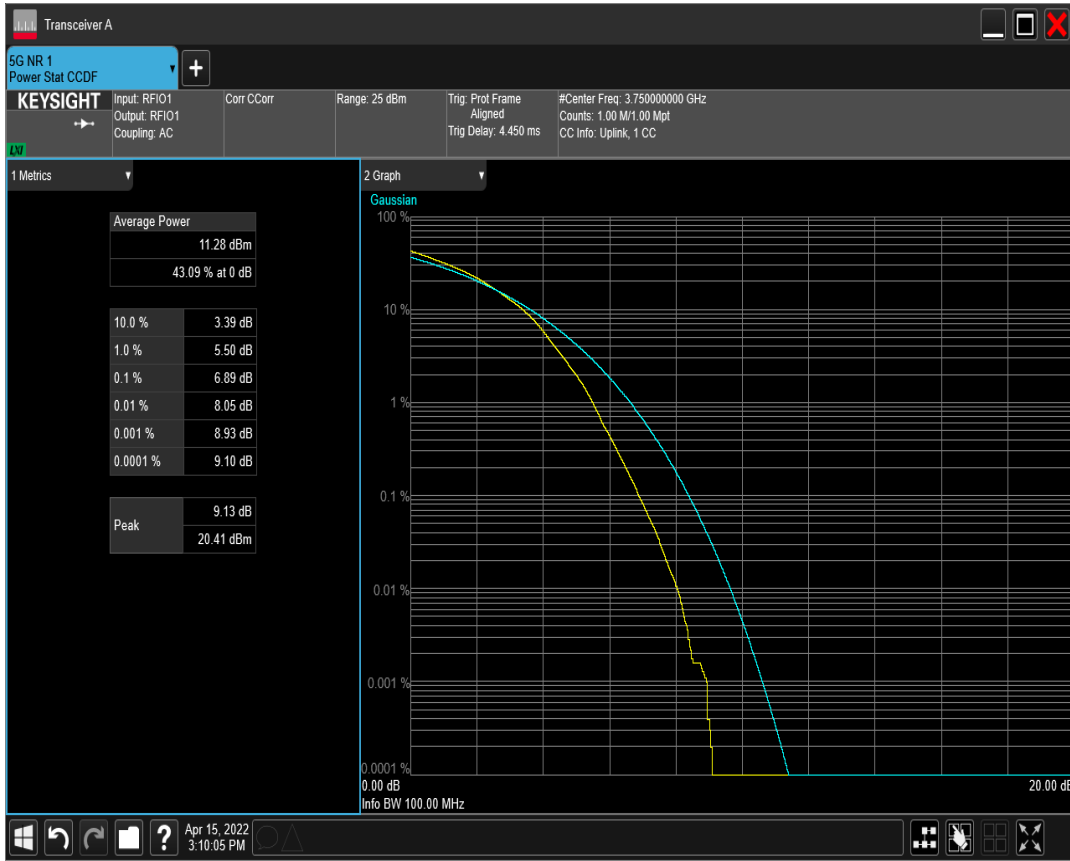 Transceiver A
5G NR 1
Power Stat CCDF
+
KEYSIGHT
LXI
Input: RFIO1
Output: RFIO1
Coupling: AC
Corr CCorr
Range: 25 dBm
Trig: Prot Frame
Aligned
Trig Delay: 4.450 ms
#Center Freq: 3.750000000 GHz
Counts: 1.00 M/1.00 Mpt
CC Info: Uplink, 1 CC
1 Metrics
Average Power
11.28 dBm
43.09 % at 0 dB
10.0 % 3.39 dB
1.0 % 5.50 dB
0.1 % 6.89 dB
0.01 % 8.05 dB
0.001 % 8.93 dB
0.0001 % 9.10 dB
Peak
9.13 dB
20.41 dBm
2 Graph
Gaussian
100 %
10 %
1 %
0.1 %
0.01 %
0.001 %
0.0001 %
0.00 dB 20.00 dB
Info BW 100.00 MHz
?
Apr 15, 2022
3:10:05 PM